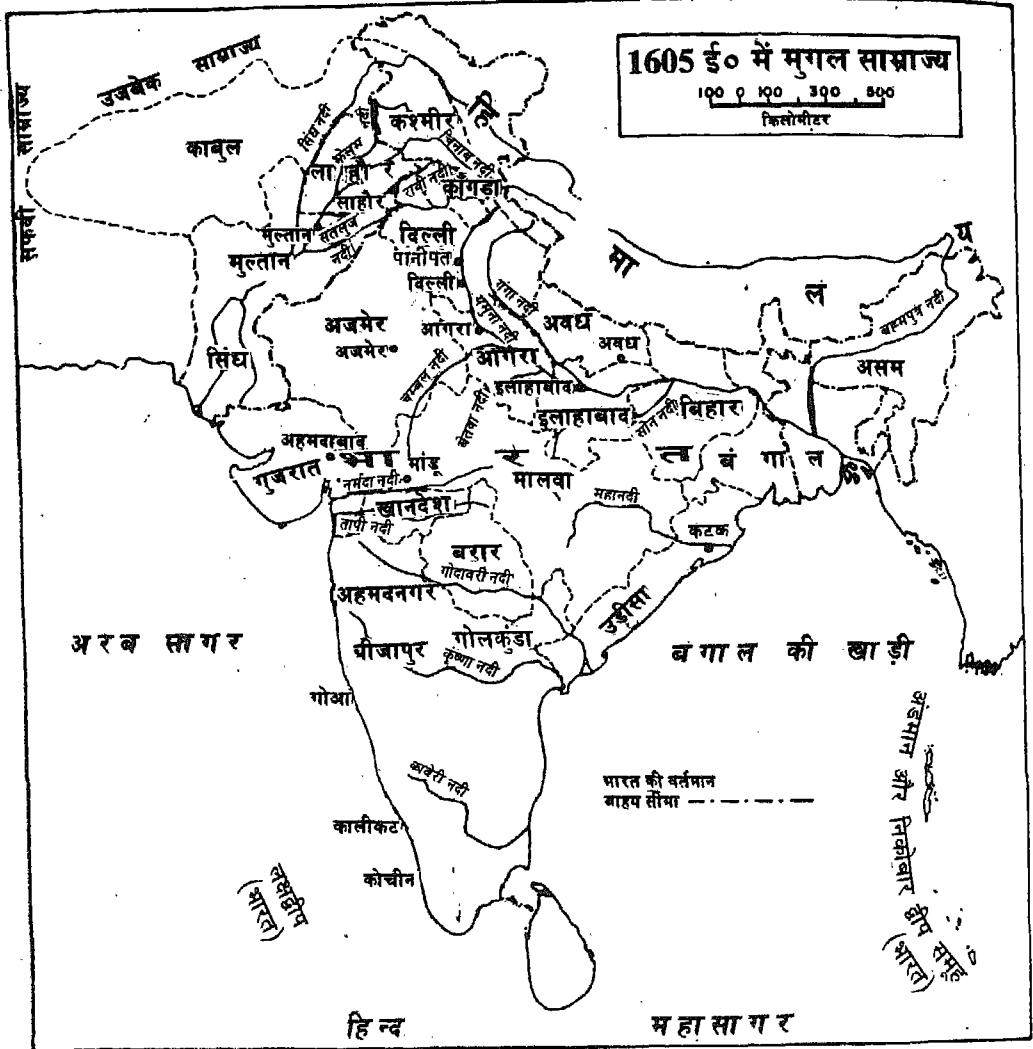 1605 ई० में मुगल साम्राज्य
100 0 100 300 500
किलोमीटर
उजबेक साम्राज्य
सफवी साम्राज्य
काबुल
सिंध नदी
झेलम नदी
कश्मीर
हि
चिनाब नदी
लाहौर
रावी नदी
कांगड़ा
लाहौर
मुल्तान
सतलुज नदी
मुल्तान
दिल्ली
पानीपत
दिल्ली
मा
लं
य
गंगा नदी
यमुना नदी
ब्रह्मपुत्र नदी
अजमेर
अजमेर
आगरा
आगरा
अवध
अवध
असम
सिंध
चम्बल नदी
बेतवा नदी
इलाहाबाद
इलाहाबाद
सोन नदी
बिहार
अहमदाबाद
गुजरात
भा
मांडू
र
मालवा
त
बंगाल
नर्मदा नदी
खानदेश
तापी नदी
महानदी
कटक
बरार
गोदावरी नदी
अहमदनगर
उड़ीसा
अरब सागर
बीजापुर
गोलकुंडा
कृष्णा नदी
बंगाल की खाड़ी
गोआ
कावेरी नदी
भारत की वर्तमान
बाहय सीमा
अंडमान और निकोबार द्वीप समूह
(भारत)
कालीकट
कोचीन
लक्षद्वीप
(भारत)
हिन्द महासागर